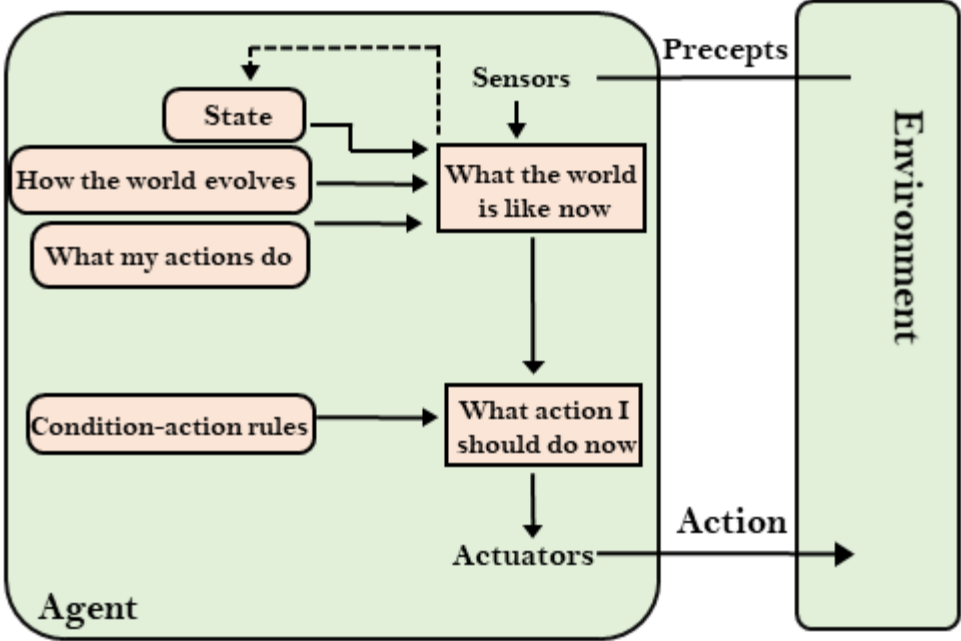 Precepts
Sensors
State
How the world evolves
What my actions do
What the world
is like now
Environment
Condition-action rules
What action I
should do now
Action
Actuators
Agent